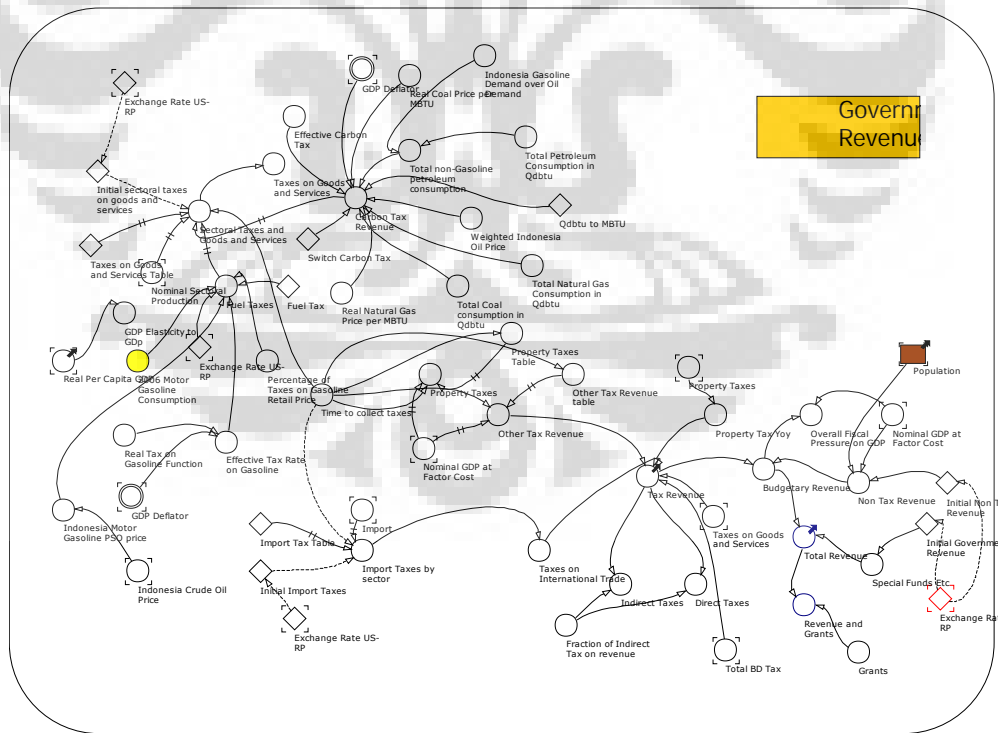 GDP Deflator
Real Coal Price per
MBTU
Indonesia Gasoline
Demand over Oil
Demand
Exchange Rate US-
RP
Governm
Revenue
Effective Carbon
Tax
Total non-Gasoline
petroleum
consumption
Total Petroleum
Consumption in
Qdbtu
Taxes on Goods
and Services
Initial sectoral taxes
on goods and
services
Carbon Tax
Revenue
Qdbtu to MBTU
Sectoral Taxes and
Goods and Services
Weighted Indonesia
Oil Price
Switch Carbon Tax
Taxes on Goods
and Services Table
Total Natural Gas
Consumption in
Qdbtu
Nominal Sectoral
Production
Fuel Taxes
Fuel Tax
Real Natural Gas
Price per MBTU
Total Coal
consumption in
Qdbtu
GDP Elasticity to
GDp
Property Taxes
Table
Exchange Rate US-
RP
Real Per Capita GDP
2006 Motor
Gasoline
Consumption
Percentage of
Taxes on Gasoline
Retail Price
Time to collect taxes
Property Taxes
Other Tax Revenue
table
Property Taxes
Population
Other Tax Revenue
Property Tax Yoy
Overall Fiscal
Pressure on GDP
Nominal GDP at
Factor Cost
Real Tax on
Gasoline Function
Effective Tax Rate
on Gasoline
Nominal GDP at
Factor Cost
Tax Revenue
Budgetary Revenue
Non Tax Revenue
Initial Non T
Revenue
GDP Deflator
Indonesia Motor
Gasoline PSO price
Import Tax Table
Import
Taxes on Goods
and Services
Total Revenue
Initial Governme
Revenue
Import Taxes by
sector
Taxes on
International Trade
Special Funds Etc.
Indonesia Crude Oil
Price
Initial Import Taxes
Indirect Taxes
Direct Taxes
Exchange Rate US-
RP
Fraction of Indirect
Tax on revenue
Revenue and
Grants
Exchange Ra
RP
Total BD Tax
Grants